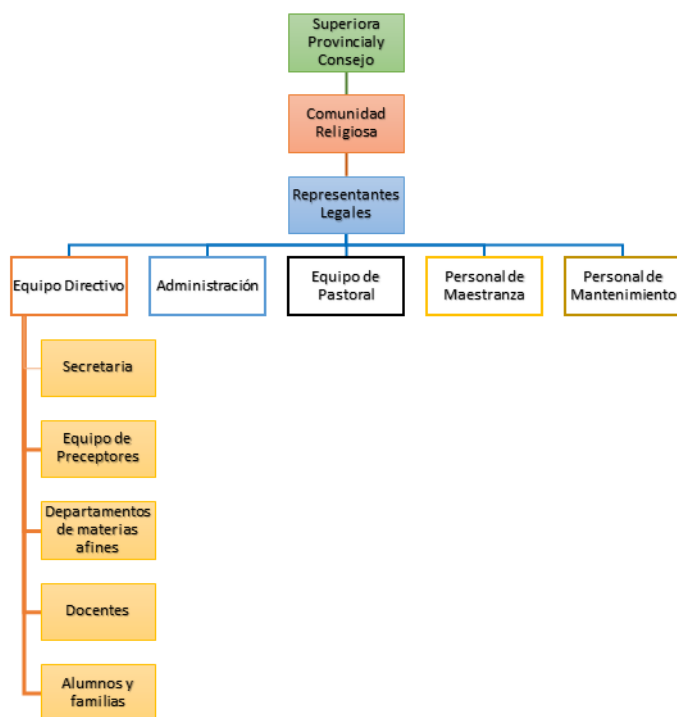 Superiora
Provincialy
Consejo
Comunidad
Religiosa
Representantes
Legales
Equipo Directivo
Administración
Equipo de
Pastoral
Personal de
Maestranza
Personal de
Mantenimiento
Secretaria
Equipo de
Preceptores
Departamentos
de materias
afines
Docentes
Alumnos y
familias